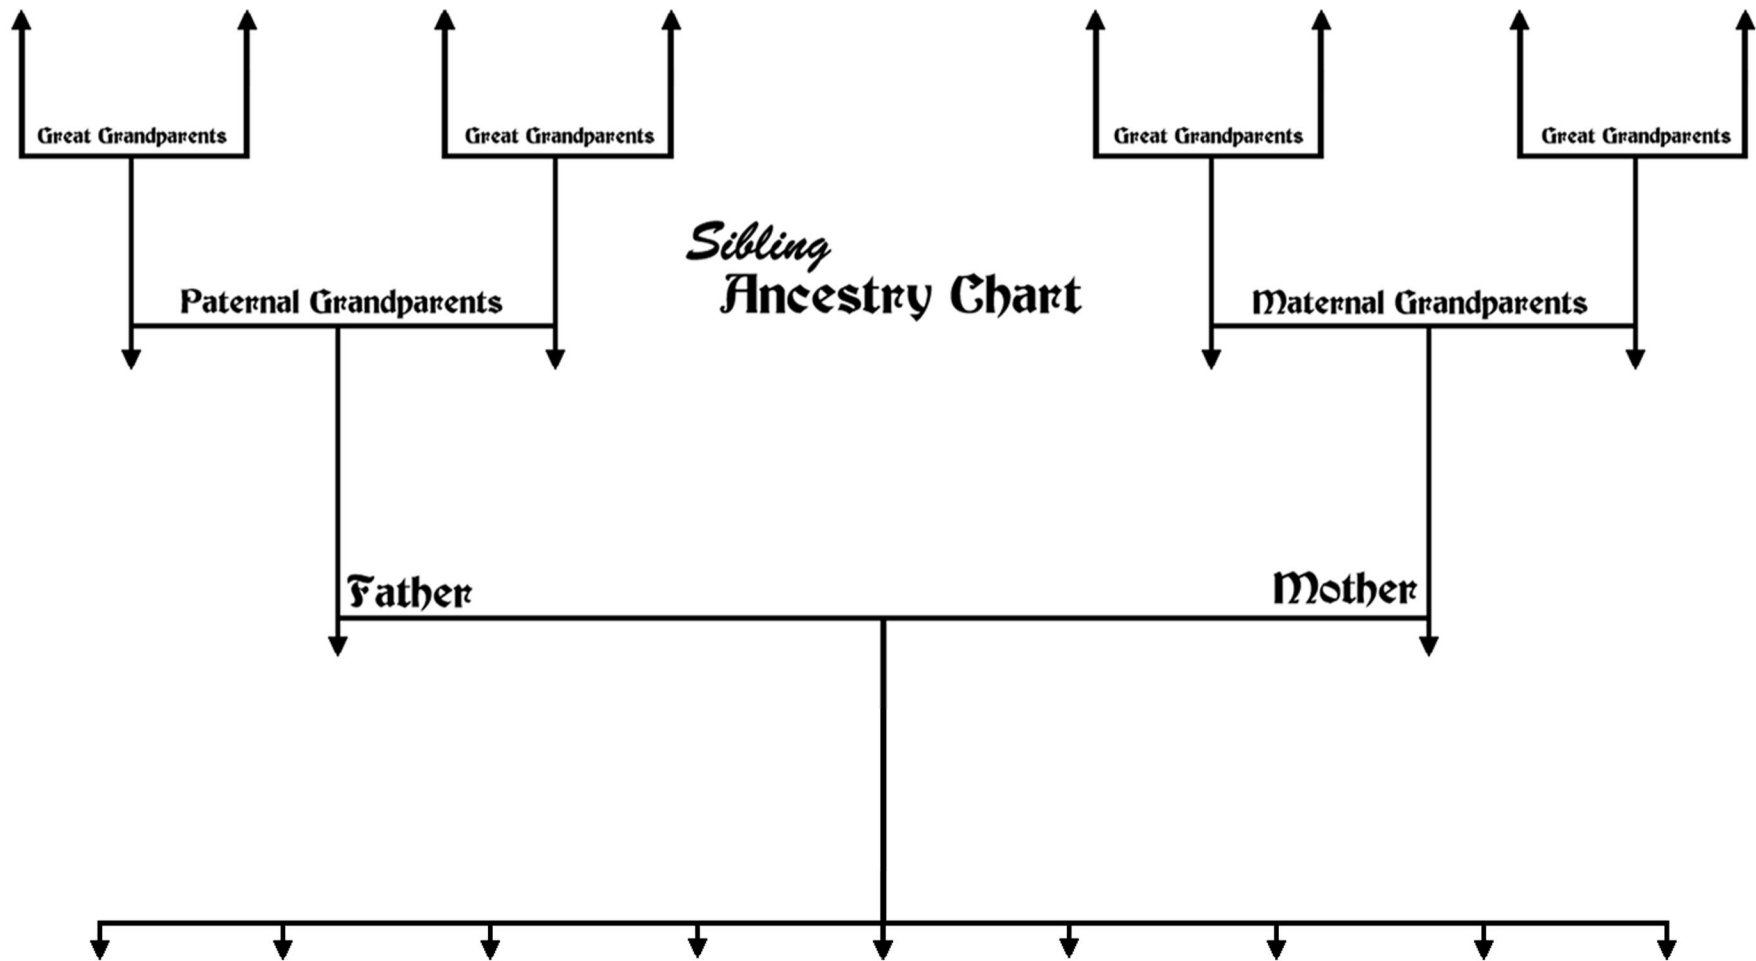 Great Grandparents
Great Grandparents
Great Grandparents
Great Grandparents
Sibling
Ancestry Chart
Paternal Grandparents
Maternal Grandparents
Father
Mother